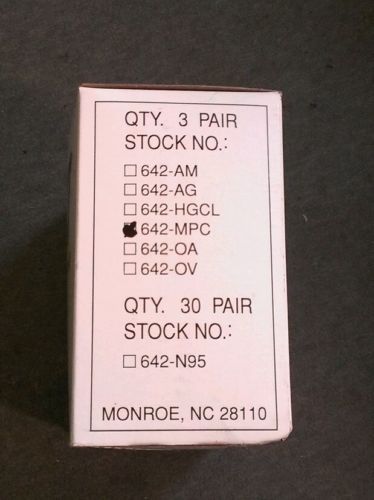 QTY. 3 PAIR
STOCK NO.:
642-AM
642-AG
642-HGCL
642-MPC
642-OA
642-OV
QTY. 30 PAIR
STOCK NO.:
642-N95
MONROE, NC 28110